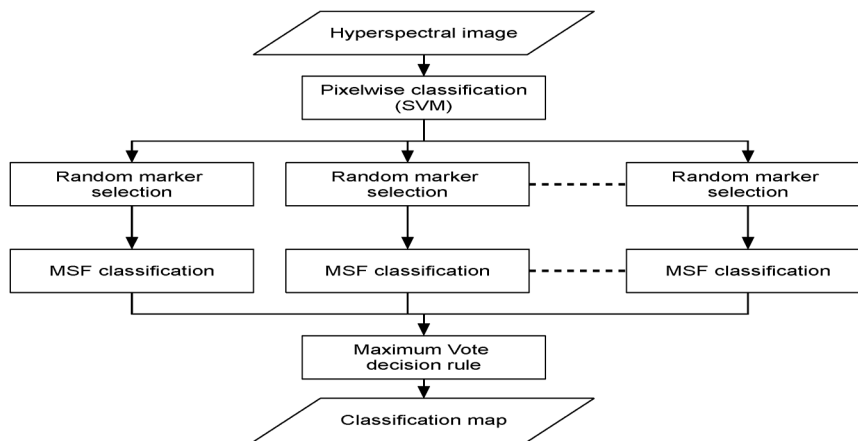 Hyperspectral image
Pixelwise classification
(SVM)
Random marker
selection
Random marker
selection
Random marker
selection
MSF classification
MSF classification
MSF classification
Maximum Vote
decision rule
Classification map